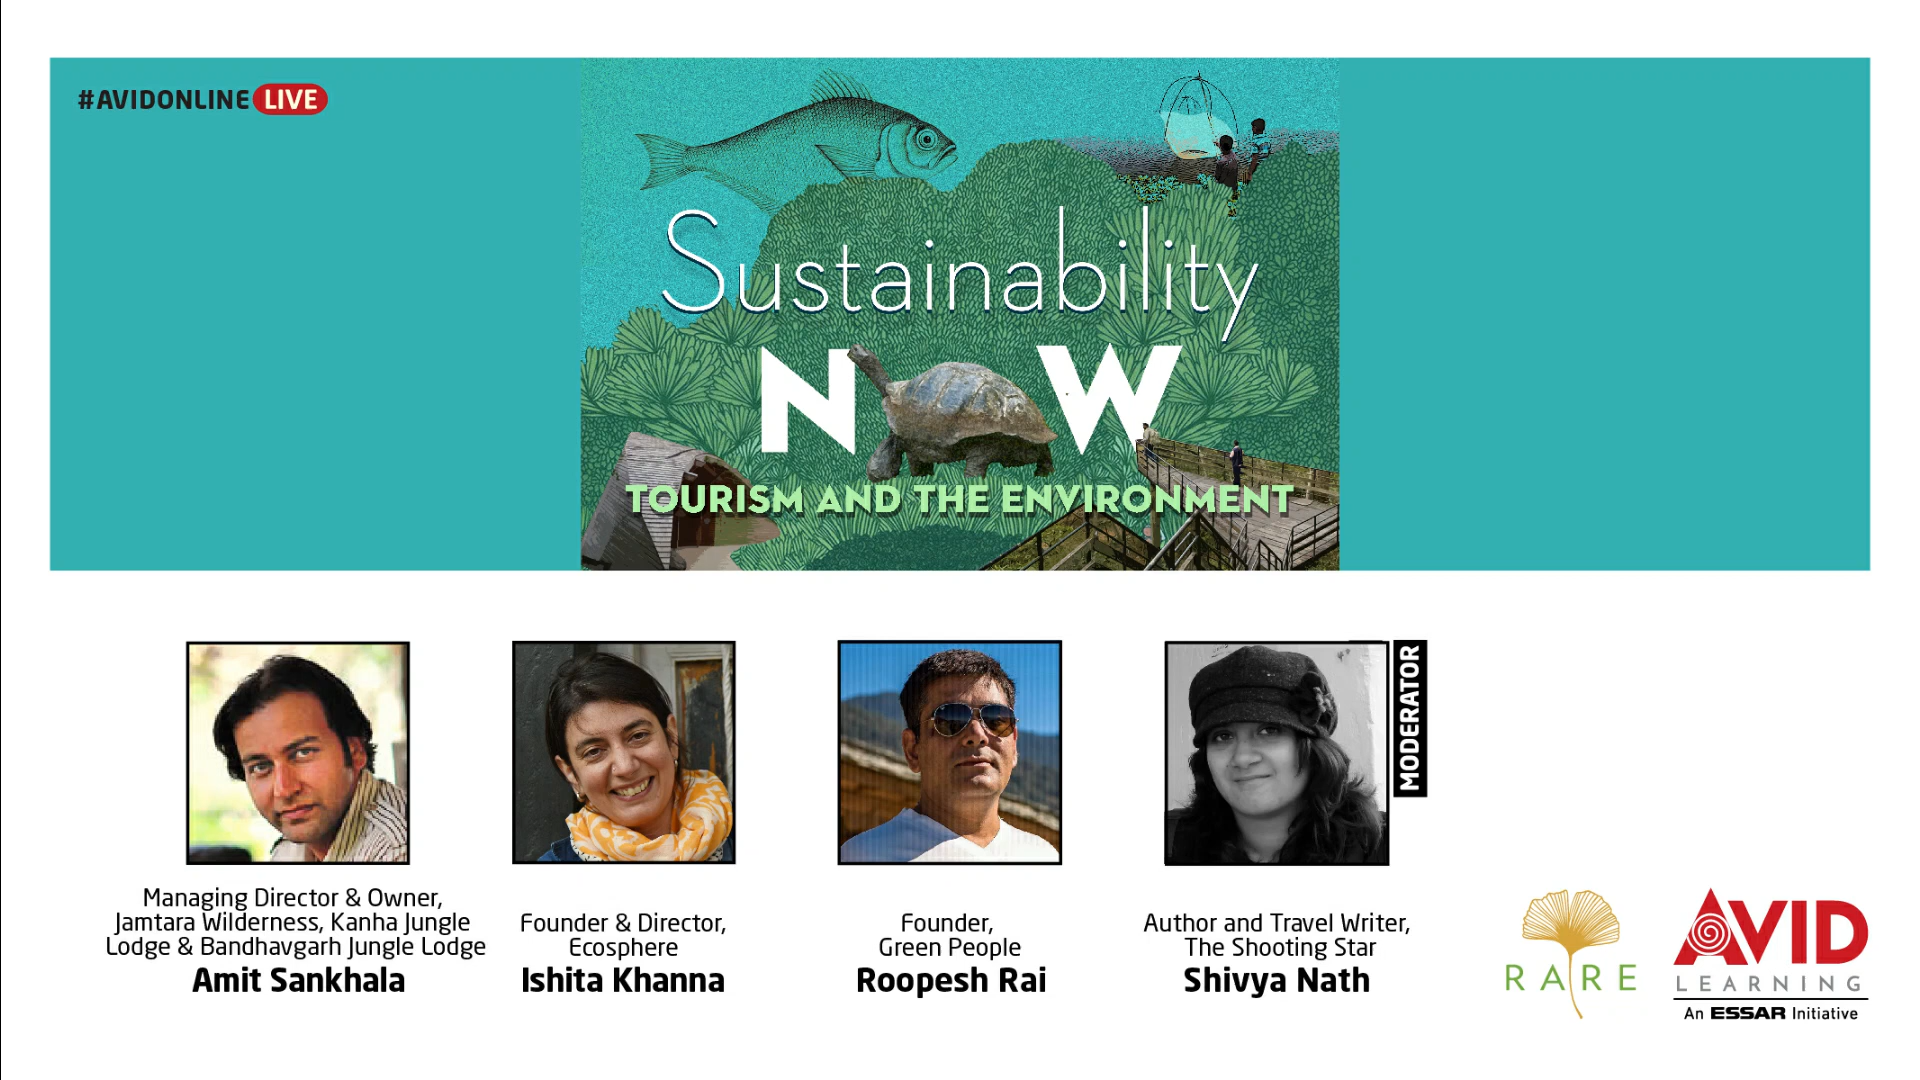 #AVIDONLINE LIVE
Sustainability
NOW
TOURISM AND THE ENVIRONMENT
Managing Director & Owner,
Jamtara Wilderness, Kanha Jungle
Lodge & Bandhavgarh Jungle Lodge
Amit Sankhala
Founder & Director,
Ecosphere
Ishita Khanna
Founder,
Green People
Roopesh Rai
MODERATOR
Author and Travel Writer,
The Shooting Star
Shivya Nath
RARE
AVID
LEARNING
An ESSAR Initiative